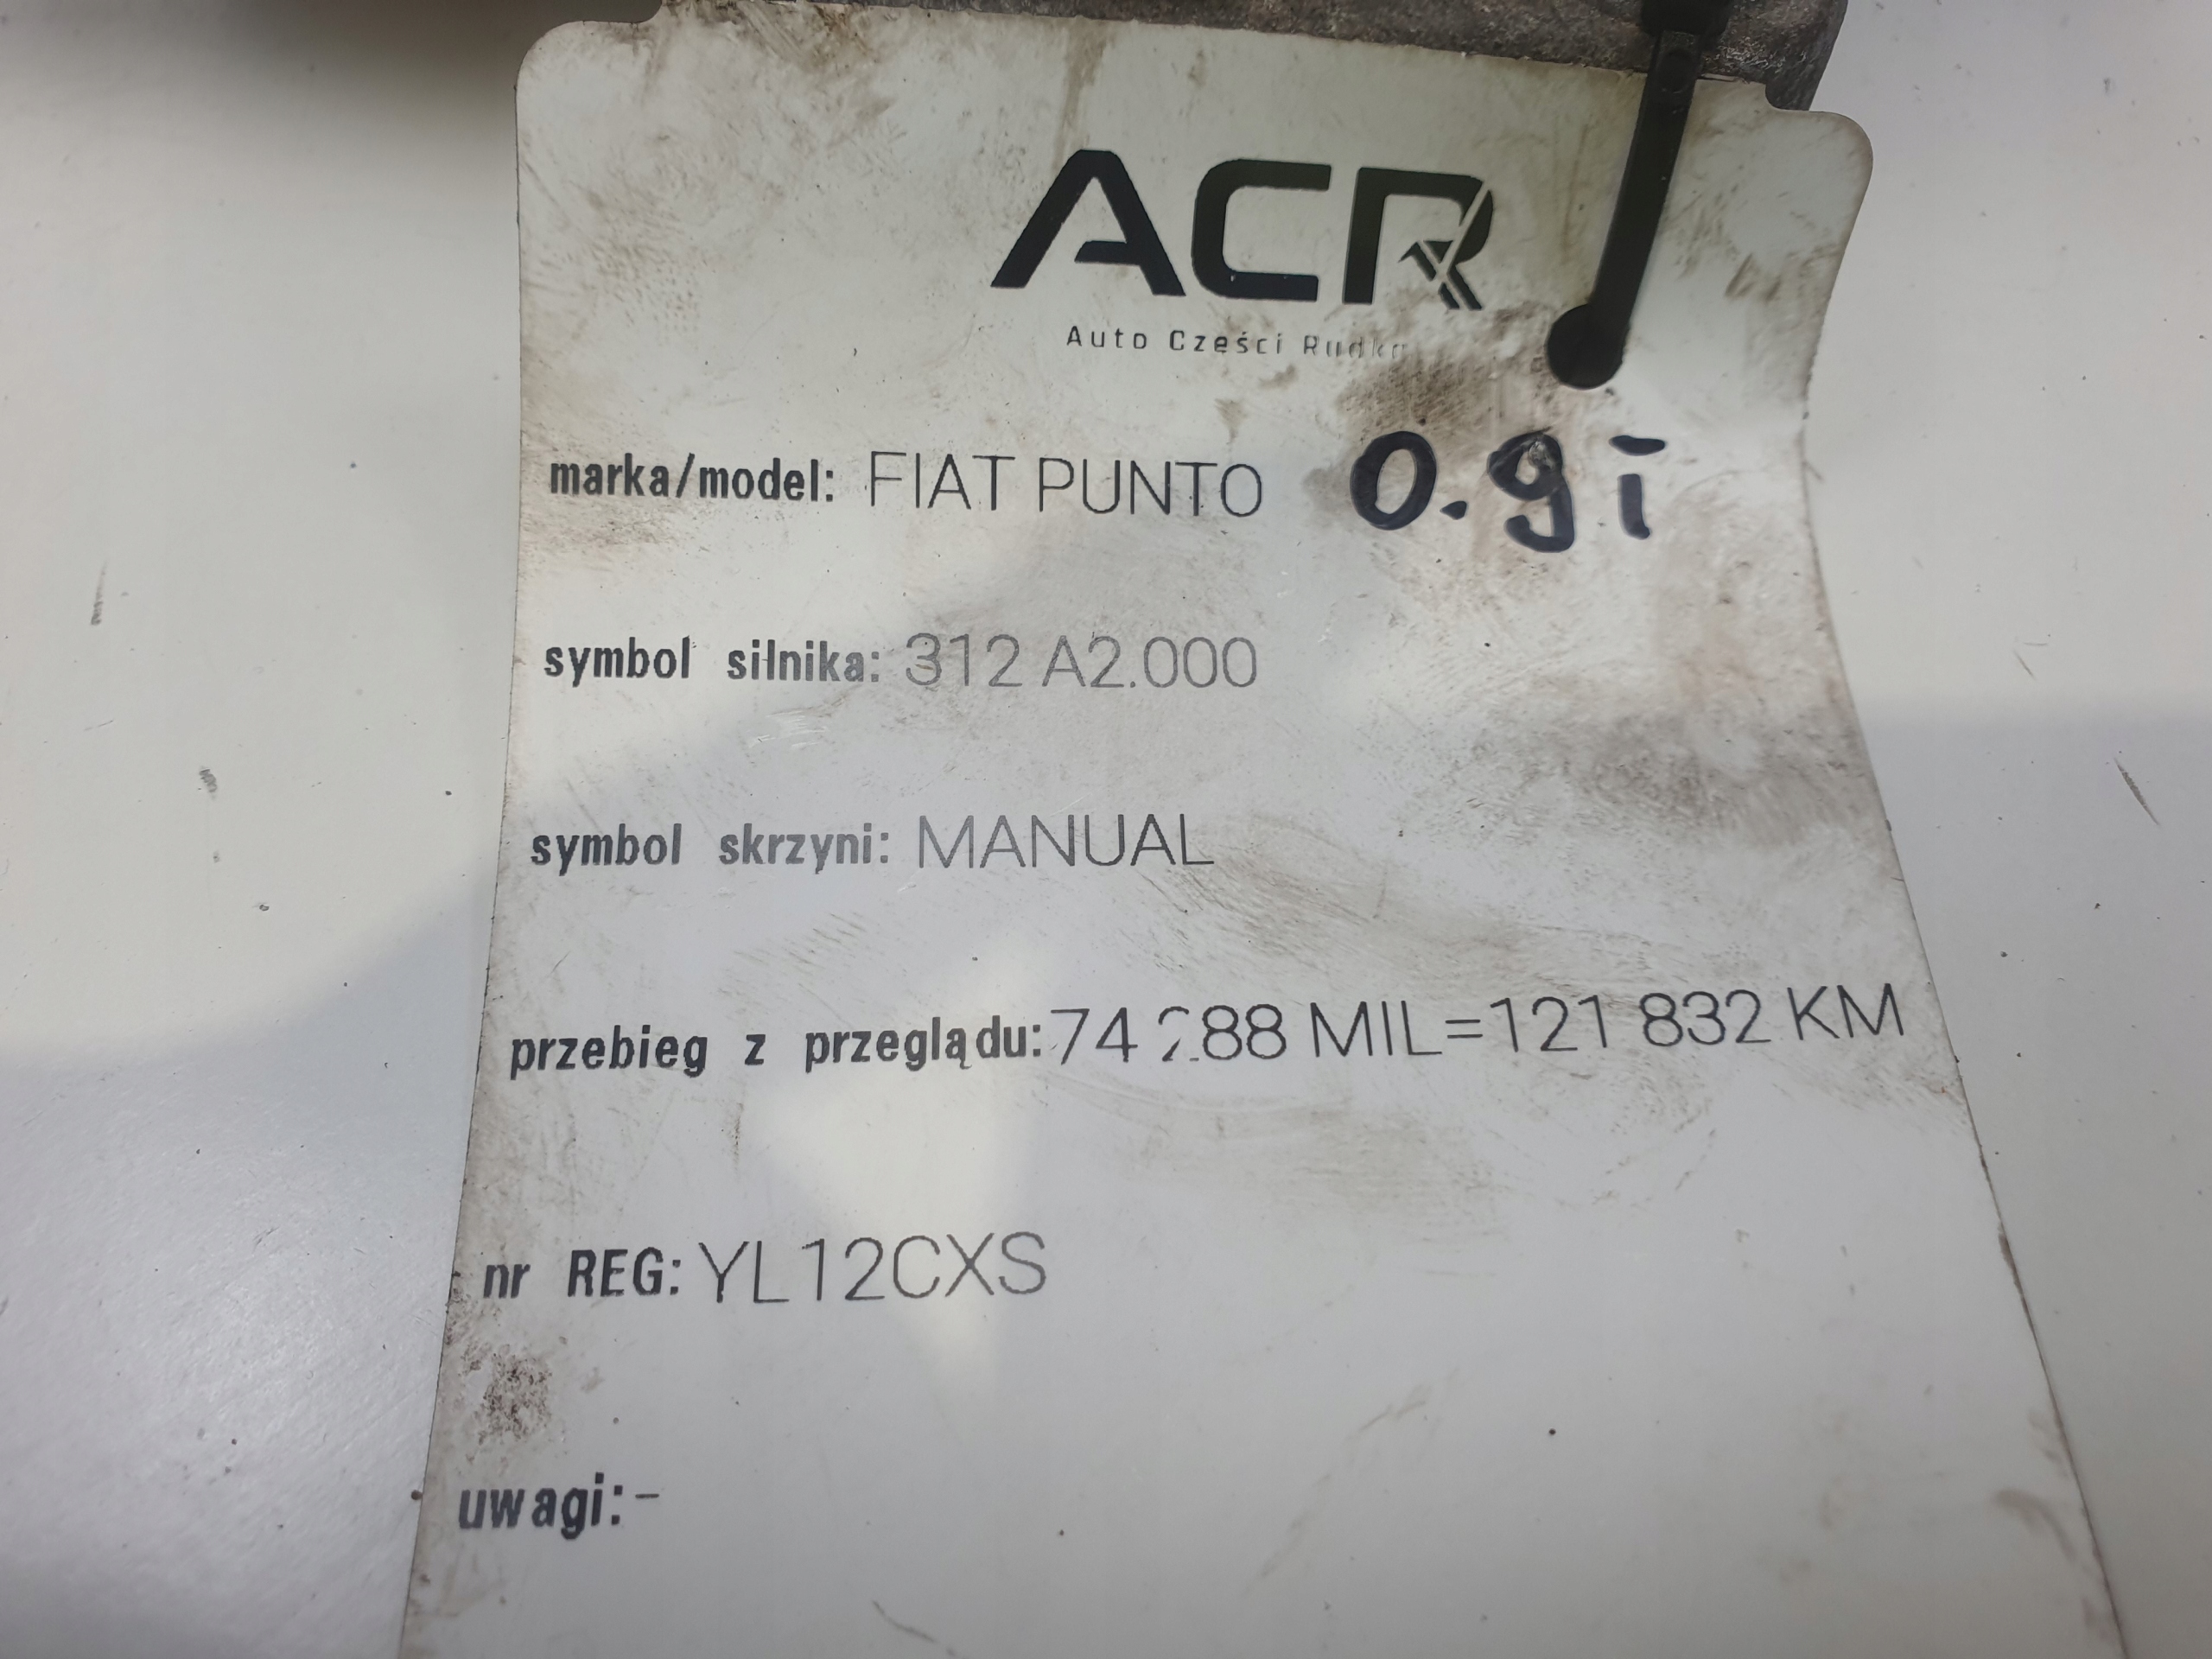 ACR
Auto Części Rudka
marka/model: FIAT PUNTO 0.9i
symbol silnika: 312 A2.000
symbol skrzyni: MANUAL
przebieg z przeglądu: 74 288 MIL=121 832 KM
nr REG: YL12CXS
uwagi:-